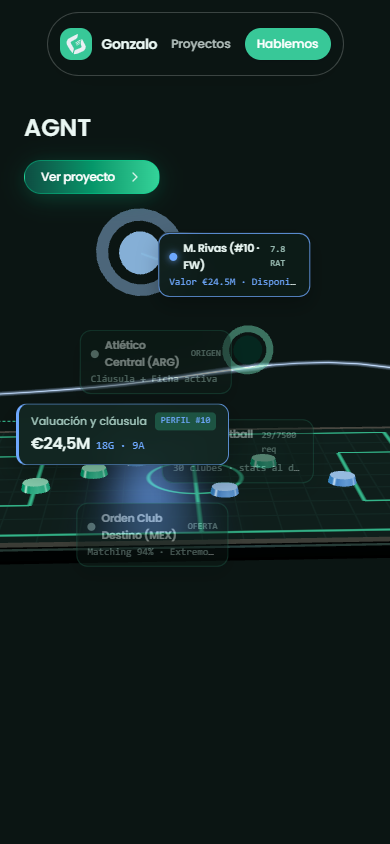 Gonzalo Proyectos Hablemos
AGNT
Ver proyecto
M. Rivas (#10 · 7.8
FW) RAT
Valor €24.5M · Disponi…
Atlético ORIGEN
Central (ARG)
Cláusula + Ficha activa
Valuación y cláusula PERFIL #10
€24,5M 18G · 9A
tball 29/7500
req
30 clubes · stats al d…
Orden Club OFERTA
Destino (MEX)
Matching 94% · Extremo…